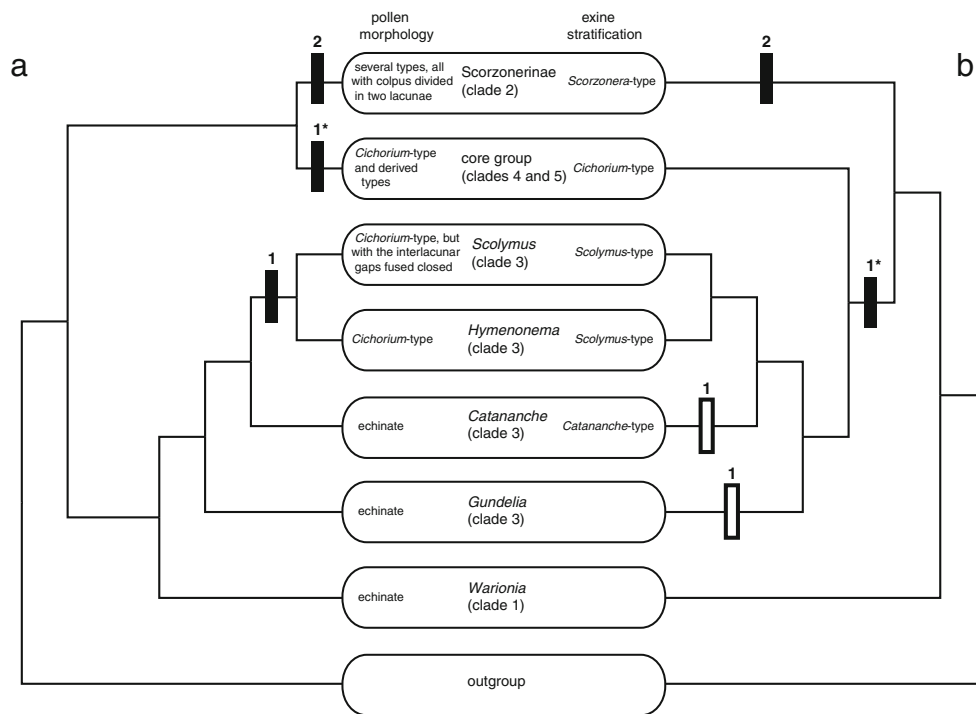 pollen
morphology
exine
stratification
a
b
2
2
several types, all
with colpus divided
in two lacunae
Scorzonerinae
(clade 2)
Scorzonera-type
1*
Cichorium-type
and derived
types
core group
(clades 4 and 5)
Cichorium-type
1
Cichorium-type, but
with the interlacunar
gaps fused closed
Scolymus
(clade 3)
Scolymus-type
1*
Cichorium-type
Hymenonema
(clade 3)
Scolymus-type
echinate
Catananche
(clade 3)
Catananche-type
1
echinate
Gundelia
(clade 3)
1
echinate
Warionia
(clade 1)
outgroup